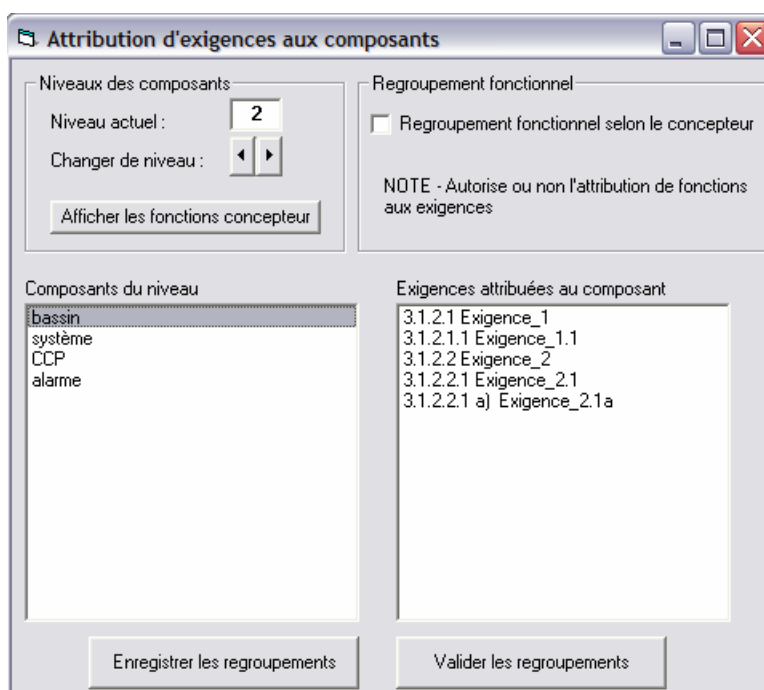 Attribution d'exigences aux composants
Niveaux des composants
Niveau actuel :
2
Changer de niveau :
Afficher les fonctions concepteur
Regroupement fonctionnel
Regroupement fonctionnel selon le concepteur
NOTE - Autorise ou non l'attribution de fonctions
aux exigences
Composants du niveau
bassin
système
CCP
alarme
Exigences attribuées au composant
3.1.2.1 Exigence_1
3.1.2.1.1 Exigence_1.1
3.1.2.2 Exigence_2
3.1.2.2.1 Exigence_2.1
3.1.2.2.1 a) Exigence_2.1a
Enregistrer les regroupements
Valider les regroupements